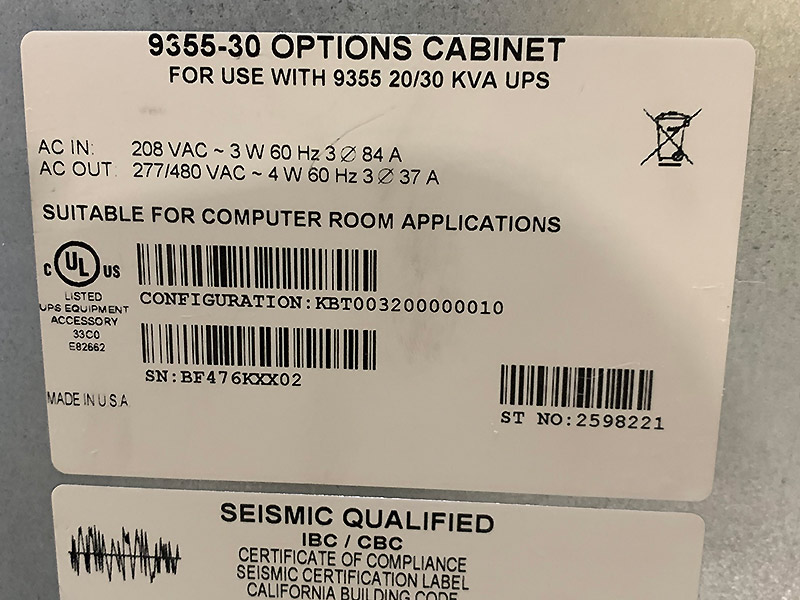 9355-30 OPTIONS CABINET
FOR USE WITH 9355 20/30 KVA UPS
AC IN: 208 VAC ~ 3 W 60 Hz 3 Ø 84 A
AC OUT: 277/480 VAC ~ 4 W 60 Hz 3 Ø 37 A
SUITABLE FOR COMPUTER ROOM APPLICATIONS
C UL US
LISTED
UPS EQUIPMENT
ACCESSORY
33C0
E82662
CONFIGURATION:KBT003200000010
SN:BF476KXX02
MADE IN U.S.A
ST NO:2598221
SEISMIC QUALIFIED
IBC / CBC
CERTIFICATE OF COMPLIANCE
SEISMIC CERTIFICATION LABEL
CALIFORNIA BUILDING CODE